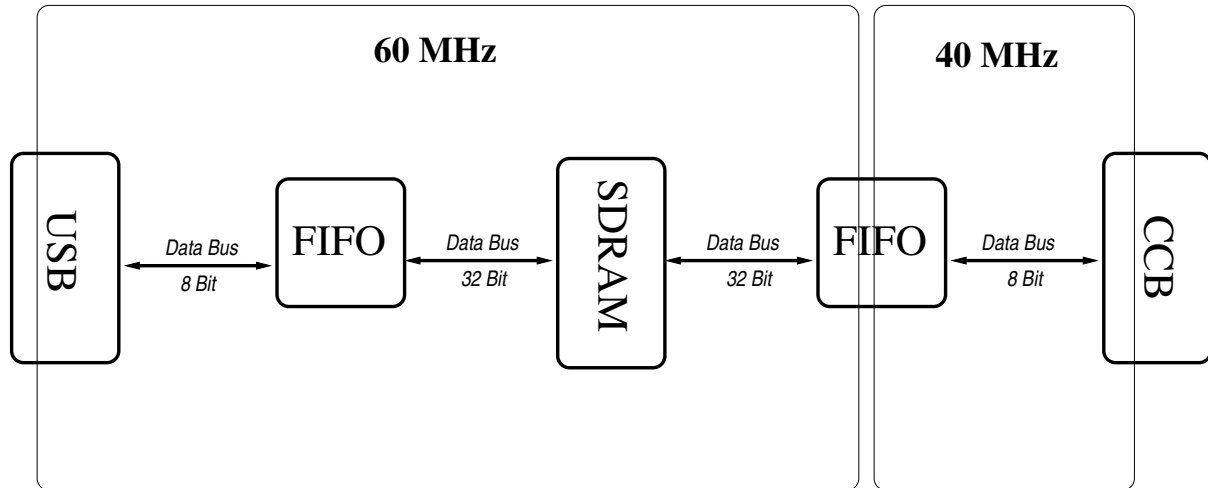 60 MHz
40 MHz
USB
Data Bus
8 Bit
FIFO
Data Bus
32 Bit
SDRAM
Data Bus
32 Bit
FIFO
Data Bus
8 Bit
CCB